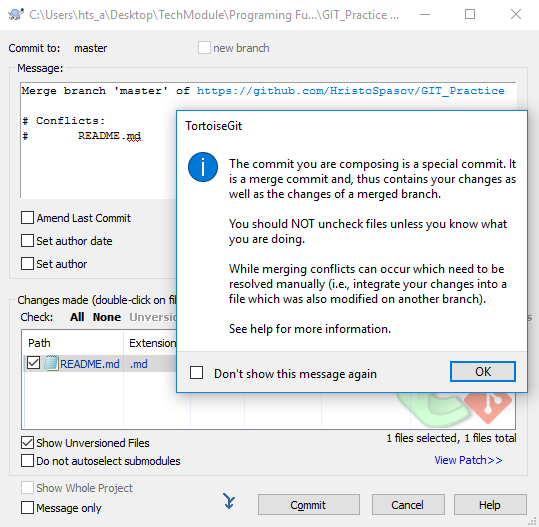 C:\Users\hts_a\Desktop\TechModule\Programing Fu...\GIT_Practice
Commit to: master new branch
Message:
Merge branch 'master' of https://github.com/HristoSpasov/GIT_Practice
# Conflicts:
# README.md
TortoiseGit
The commit you are composing is a special commit. It
is a merge commit and, thus contains your changes as
well as the changes of a merged branch.
You should NOT uncheck files unless you know what
you are doing.
While merging conflicts can occur which need to be
resolved manually (i.e., integrate your changes into a
file which was also modified on another branch).
See help for more information.
Don't show this message again OK
Amend Last Commit
Set author date
Set author
Changes made (double-click on fil
Check: All None Unversi
Path Extension
README.md .md
Show Unversioned Files
1 files selected, 1 files total
Do not autoselect submodules
View Patch>>
Show Whole Project
Message only
Commit Cancel Help